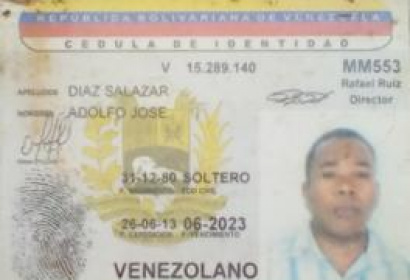 REPUBLICA BOLIVARIANA DE VENEZUELA
CEDULA DE IDENTIDAD
V 15.289.140 MM553
Rafael Ruiz
Director
APELLIDOS DIAZ SALAZAR
NOMBRES ADOLFO JOSE
31-12-80 SOLTERO
F. NACIMIENTO EDO CIVIL
26-06-13 06-2023
F. EXPEDICION F. VENCIMIENTO
VENEZOLANO